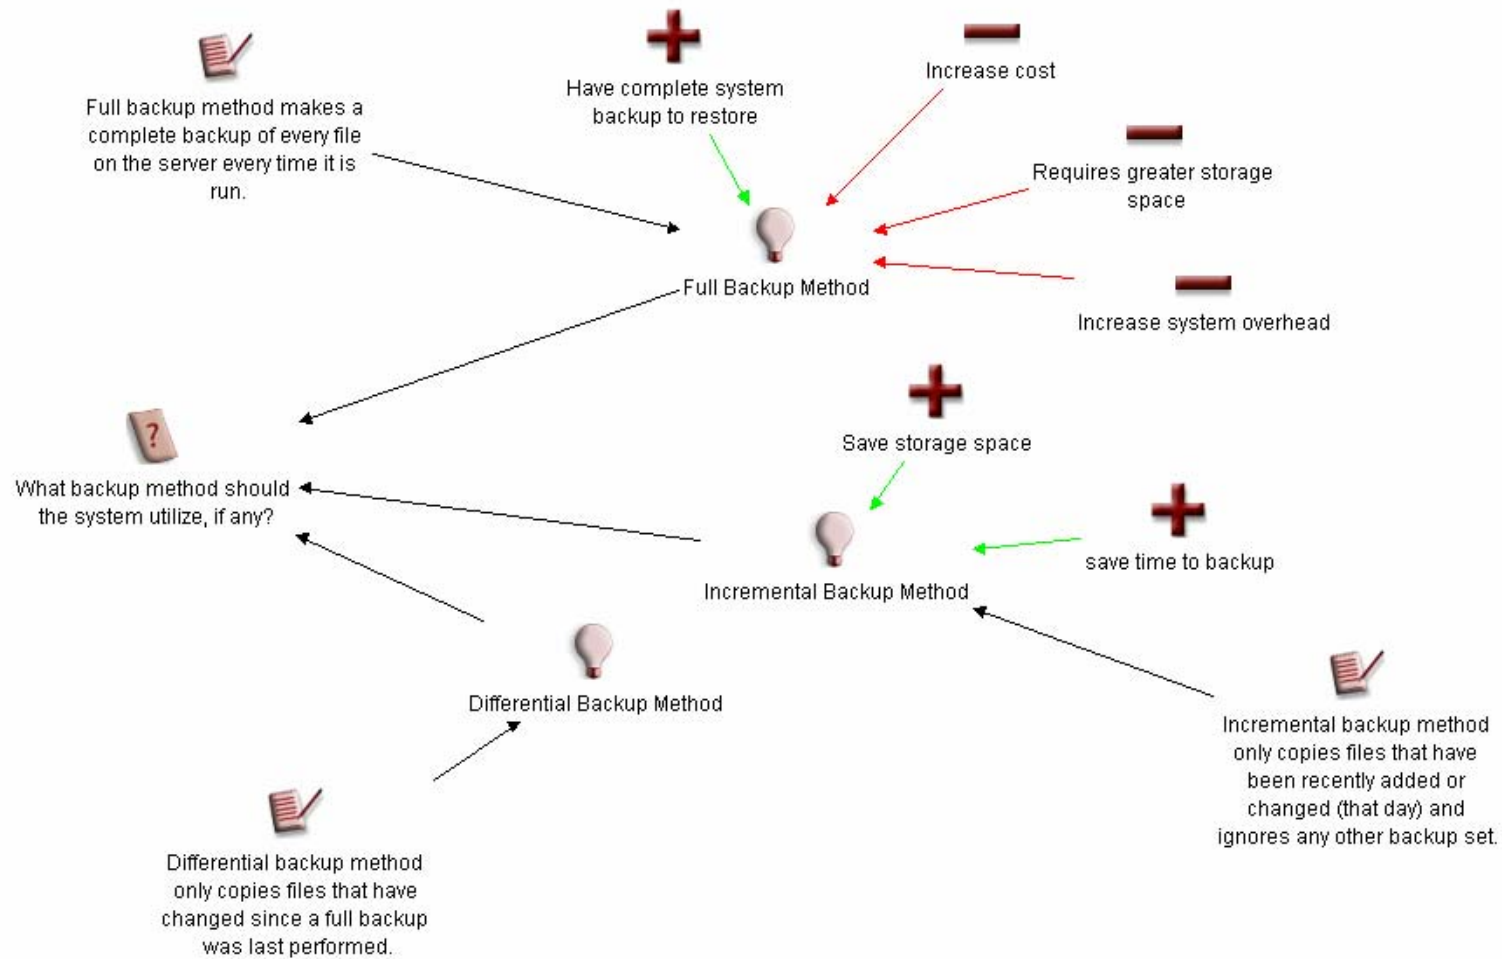 Full backup method makes a
complete backup of every file
on the server every time it is
run.
Have complete system
backup to restore
Increase cost
Requires greater storage
space
Full Backup Method
Increase system overhead
Save storage space
?
What backup method should
the system utilize, if any?
save time to backup
Incremental Backup Method
Differential Backup Method
Incremental backup method
only copies files that have
been recently added or
changed (that day) and
ignores any other backup set.
Differential backup method
only copies files that have
changed since a full backup
was last performed.